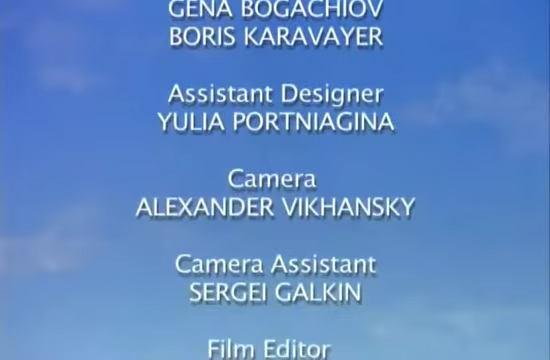 GENA BOGACHIOV
BORIS KARAVAYER
Assistant Designer
YULIA PORTNIAGINA
Camera
ALEXANDER VIKHANSKY
Camera Assistant
SERGEI GALKIN
Film Editor